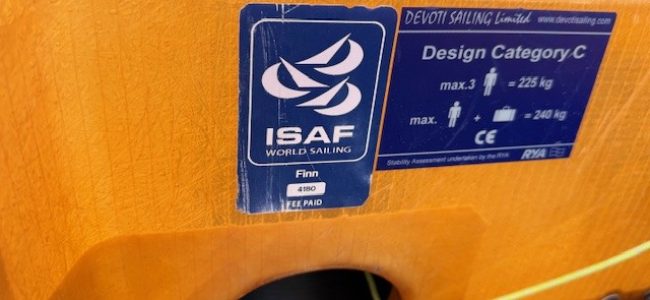 ISAF
WORLD SAILING
Finn
4180
FEE PAID
DEVOTI SAILING Limited www.devotisailing.com
Design Category C
max.3 = 225 kg
max. + = 240 kg
CE
Stability Assessment undertaken by the RYA RYA